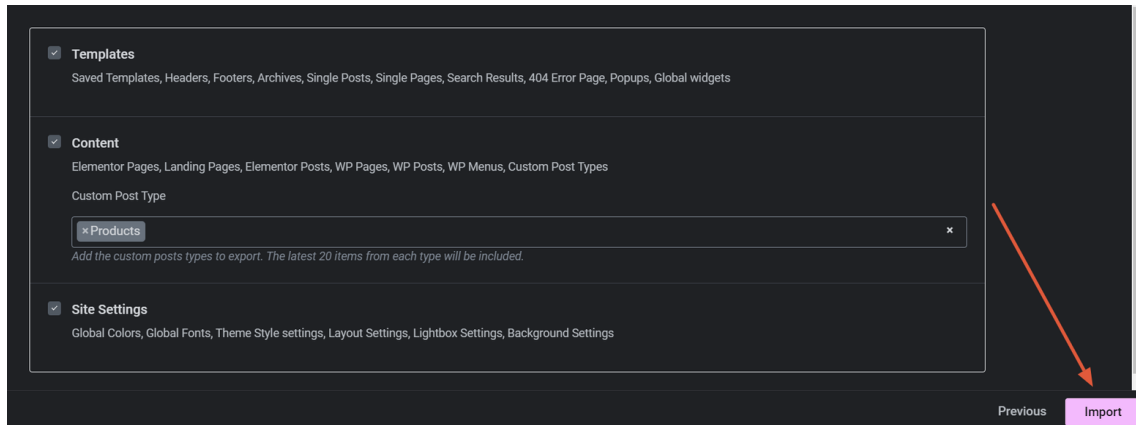 Templates
Saved Templates, Headers, Footers, Archives, Single Posts, Single Pages, Search Results, 404 Error Page, Popups, Global widgets
Content
Elementor Pages, Landing Pages, Elementor Posts, WP Pages, WP Posts, WP Menus, Custom Post Types
Custom Post Type
×Products ×
Add the custom posts types to export. The latest 20 items from each type will be included.
Site Settings
Global Colors, Global Fonts, Theme Style settings, Layout Settings, Lightbox Settings, Background Settings
Previous Import